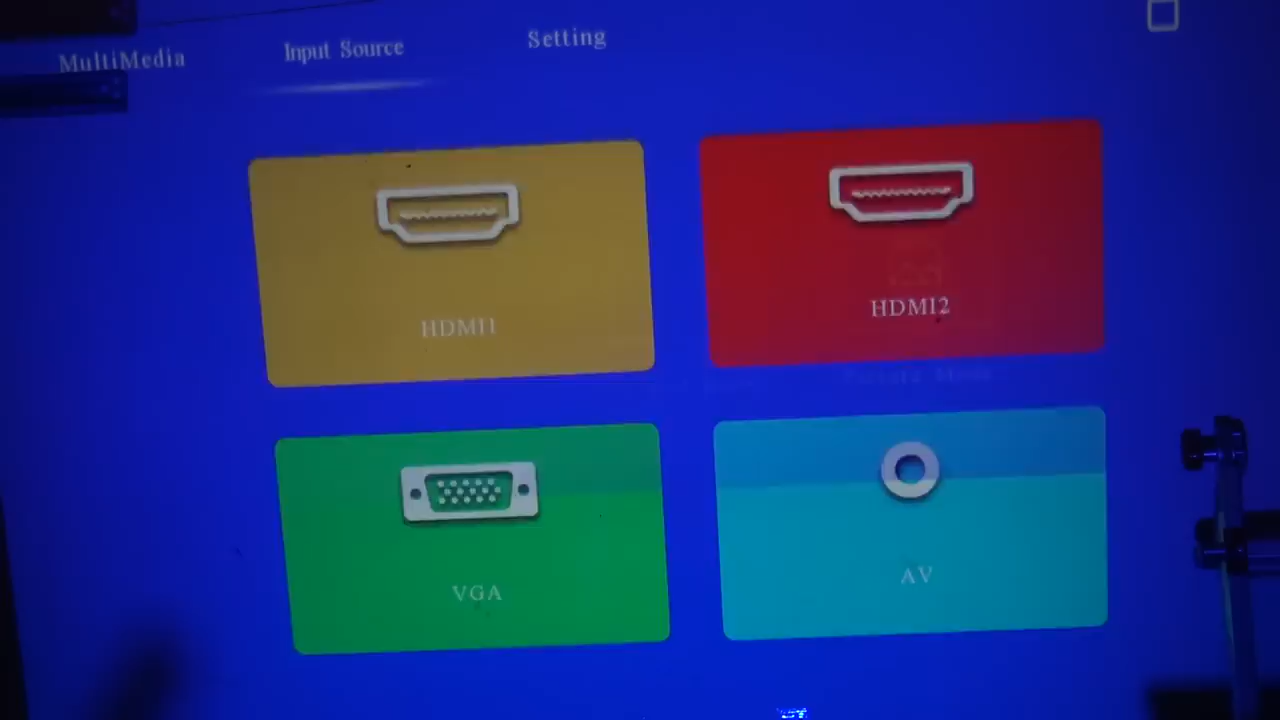 MultiMedia
Input Source
Setting
HDMI1
HDMI2
VGA
AV